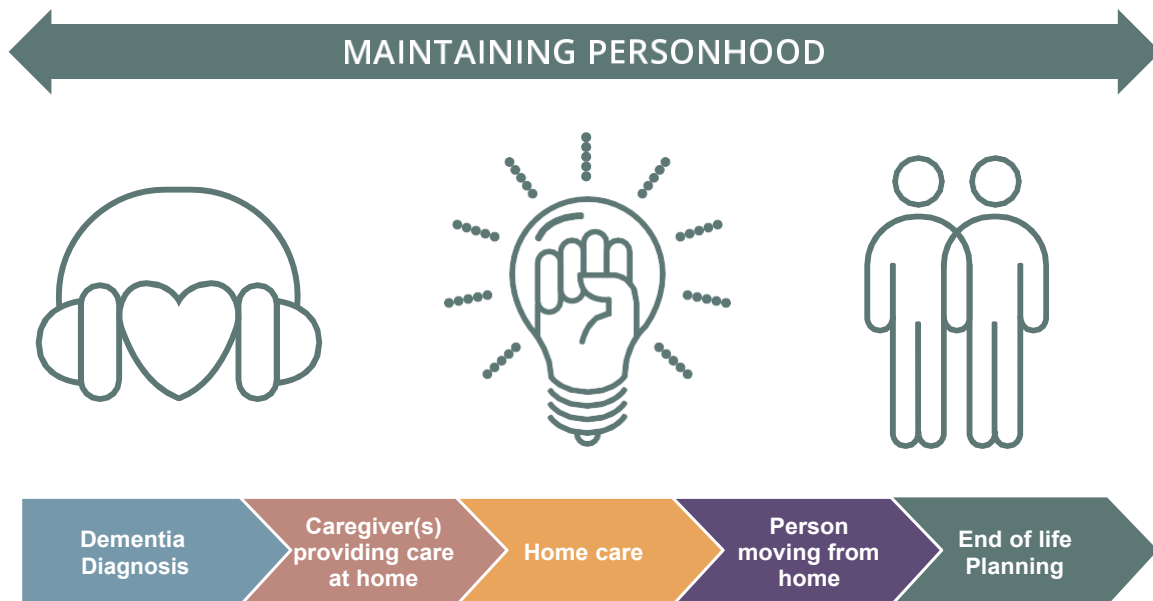 MAINTAINING PERSONHOOD
Dementia
Diagnosis
Caregiver(s)
providing care
at home
Home care
Person
moving from
home
End of life
Planning